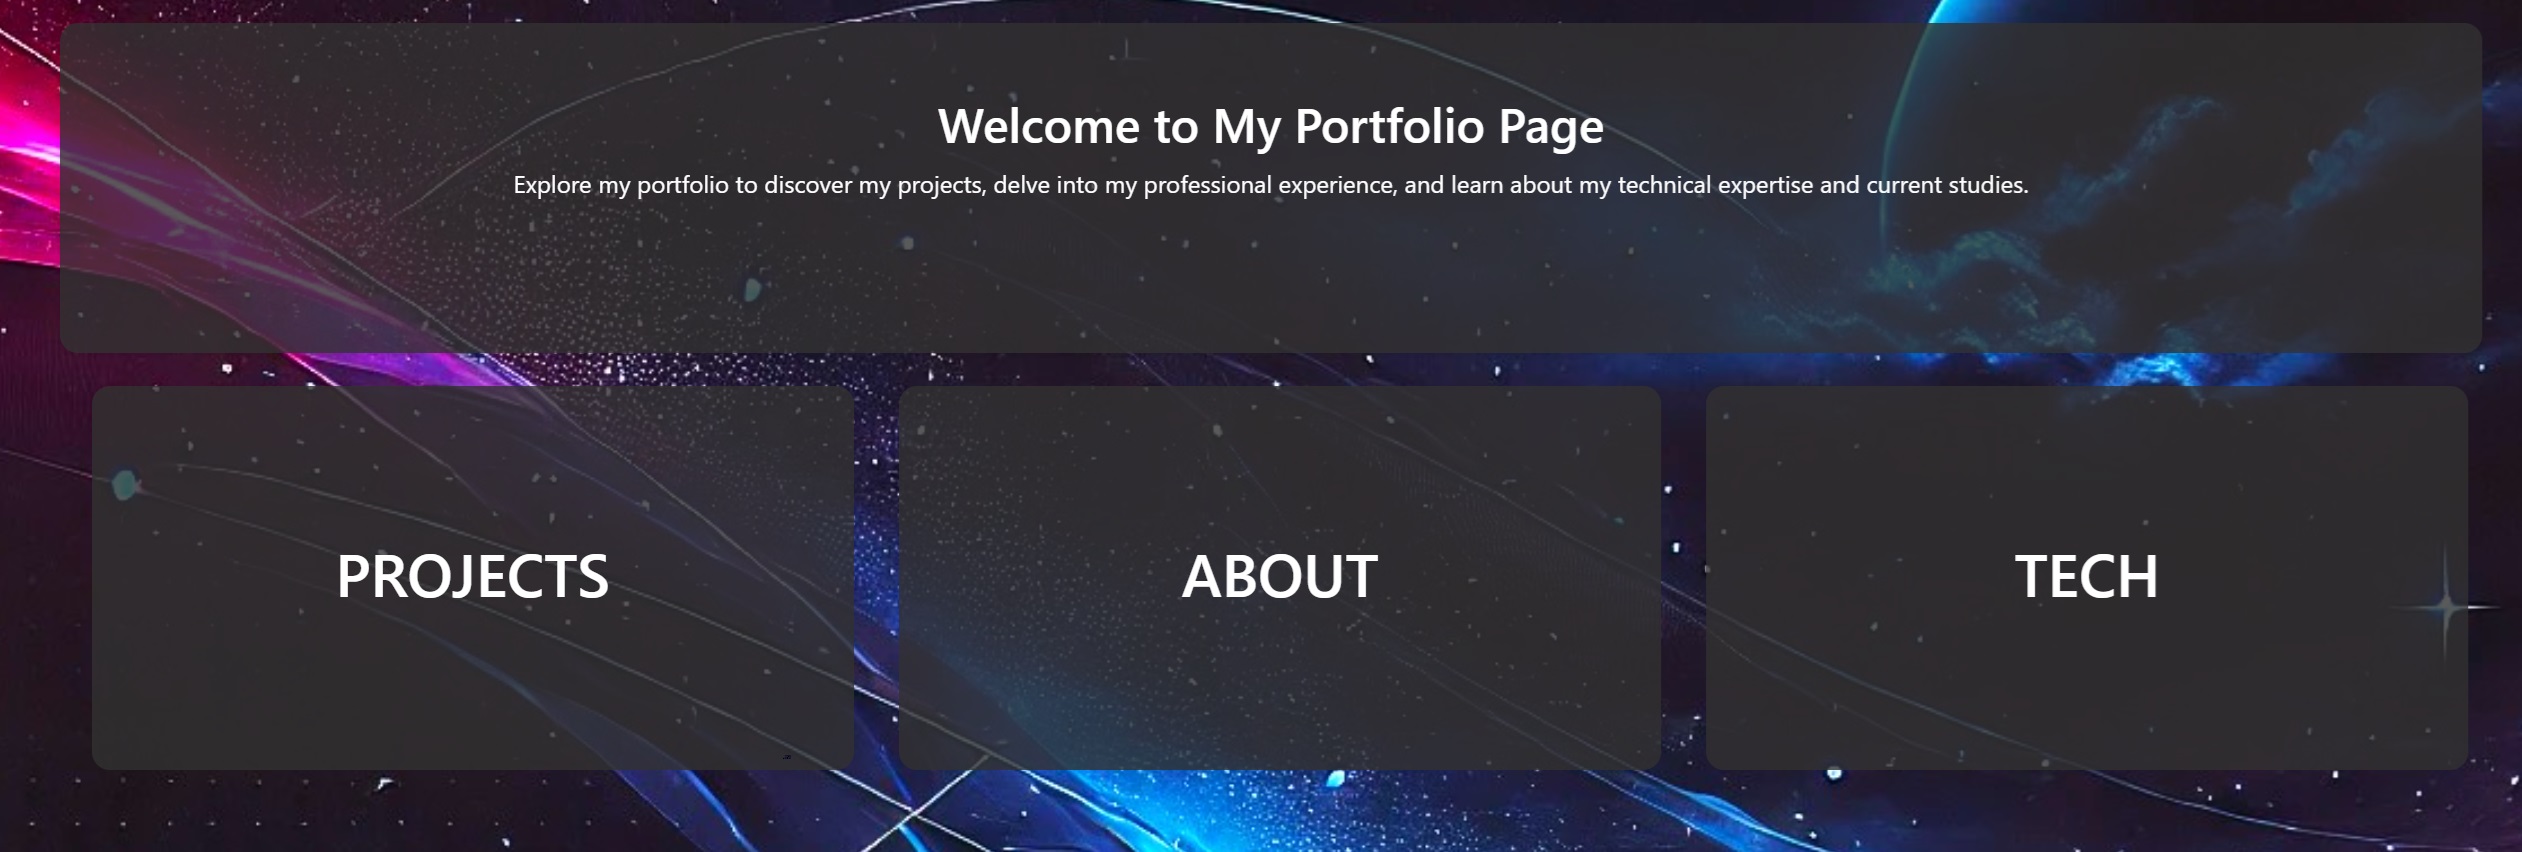 Welcome to My Portfolio Page
Explore my portfolio to discover my projects, delve into my professional experience, and learn about my technical expertise and current studies.
PROJECTS
ABOUT
TECH